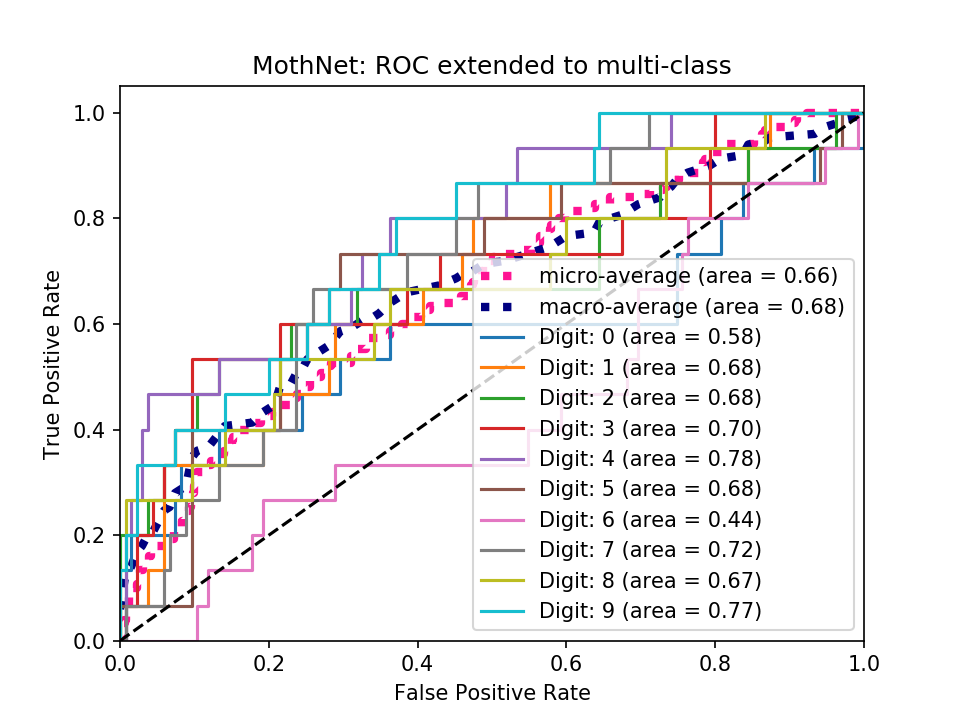 MothNet: ROC extended to multi-class
True Positive Rate
1.0
0.8
0.6
0.4
0.2
0.0
micro-average (area = 0.66)
macro-average (area = 0.68)
Digit: 0 (area = 0.58)
Digit: 1 (area = 0.68)
Digit: 2 (area = 0.68)
Digit: 3 (area = 0.70)
Digit: 4 (area = 0.78)
Digit: 5 (area = 0.68)
Digit: 6 (area = 0.44)
Digit: 7 (area = 0.72)
Digit: 8 (area = 0.67)
Digit: 9 (area = 0.77)
0.0 0.2 0.4 0.6 0.8 1.0
False Positive Rate